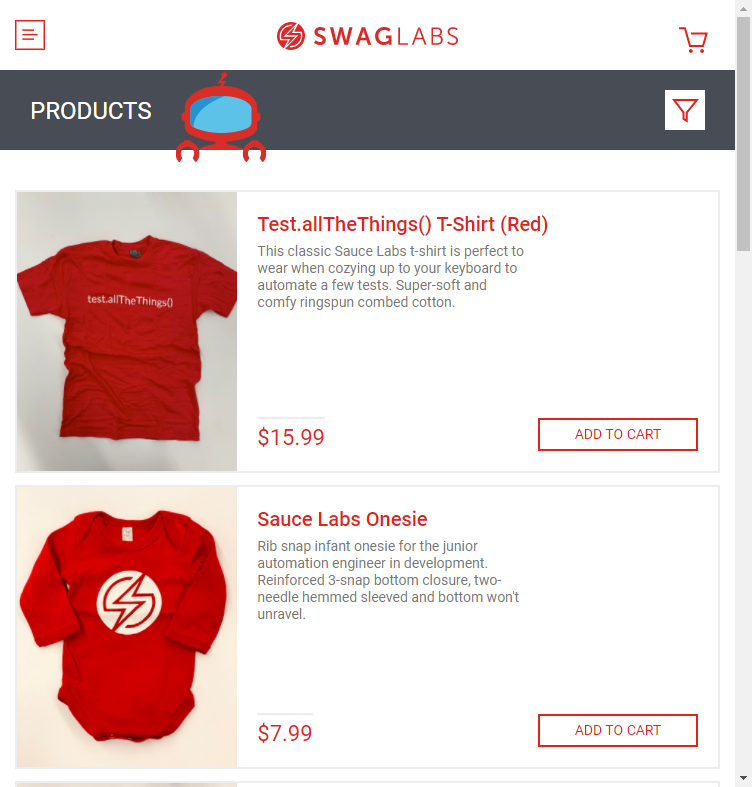 SWAGLABS
PRODUCTS
test.allTheThings()
Test.allTheThings() T-Shirt (Red)
This classic Sauce Labs t-shirt is perfect to
wear when cozying up to your keyboard to
automate a few tests. Super-soft and
comfy ringspun combed cotton.
$15.99
ADD TO CART
Sauce Labs Onesie
Rib snap infant onesie for the junior
automation engineer in development.
Reinforced 3-snap bottom closure, two-
needle hemmed sleeved and bottom won't
unravel.
$7.99
ADD TO CART